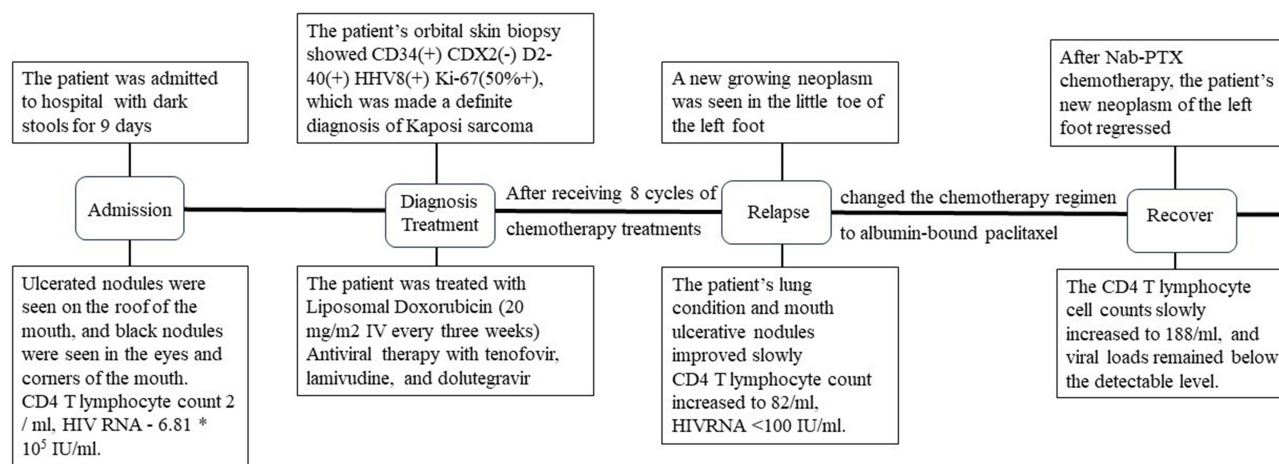 The patient was admitted
to hospital with dark
stools for 9 days
Admission
Ulcerated nodules were
seen on the roof of the
mouth, and black nodules
were seen in the eyes and
corners of the mouth.
CD4 T lymphocyte count 2
/ ml, HIV RNA - 6.81 *
10⁵ IU/ml.
The patient's orbital skin biopsy
showed CD34(+) CDX2(-) D2-
40(+) HHV8(+) Ki-67(50%+),
which was made a definite
diagnosis of Kaposi sarcoma
Diagnosis
Treatment
The patient was treated with
Liposomal Doxorubicin (20
mg/m2 IV every three weeks)
Antiviral therapy with tenofovir,
lamivudine, and dolutegravir
After receiving 8 cycles of
chemotherapy treatments
A new growing neoplasm
was seen in the little toe of
the left foot
Relapse
The patient's lung
condition and mouth
ulcerative nodules
improved slowly
CD4 T lymphocyte count
increased to 82/ml,
HIVRNA <100 IU/ml.
changed the chemotherapy regimen
to albumin-bound paclitaxel
After Nab-PTX
chemotherapy, the patient's
new neoplasm of the left
foot regressed
Recover
The CD4 T lymphocyte
cell counts slowly
increased to 188/ml, and
viral loads remained below
the detectable level.